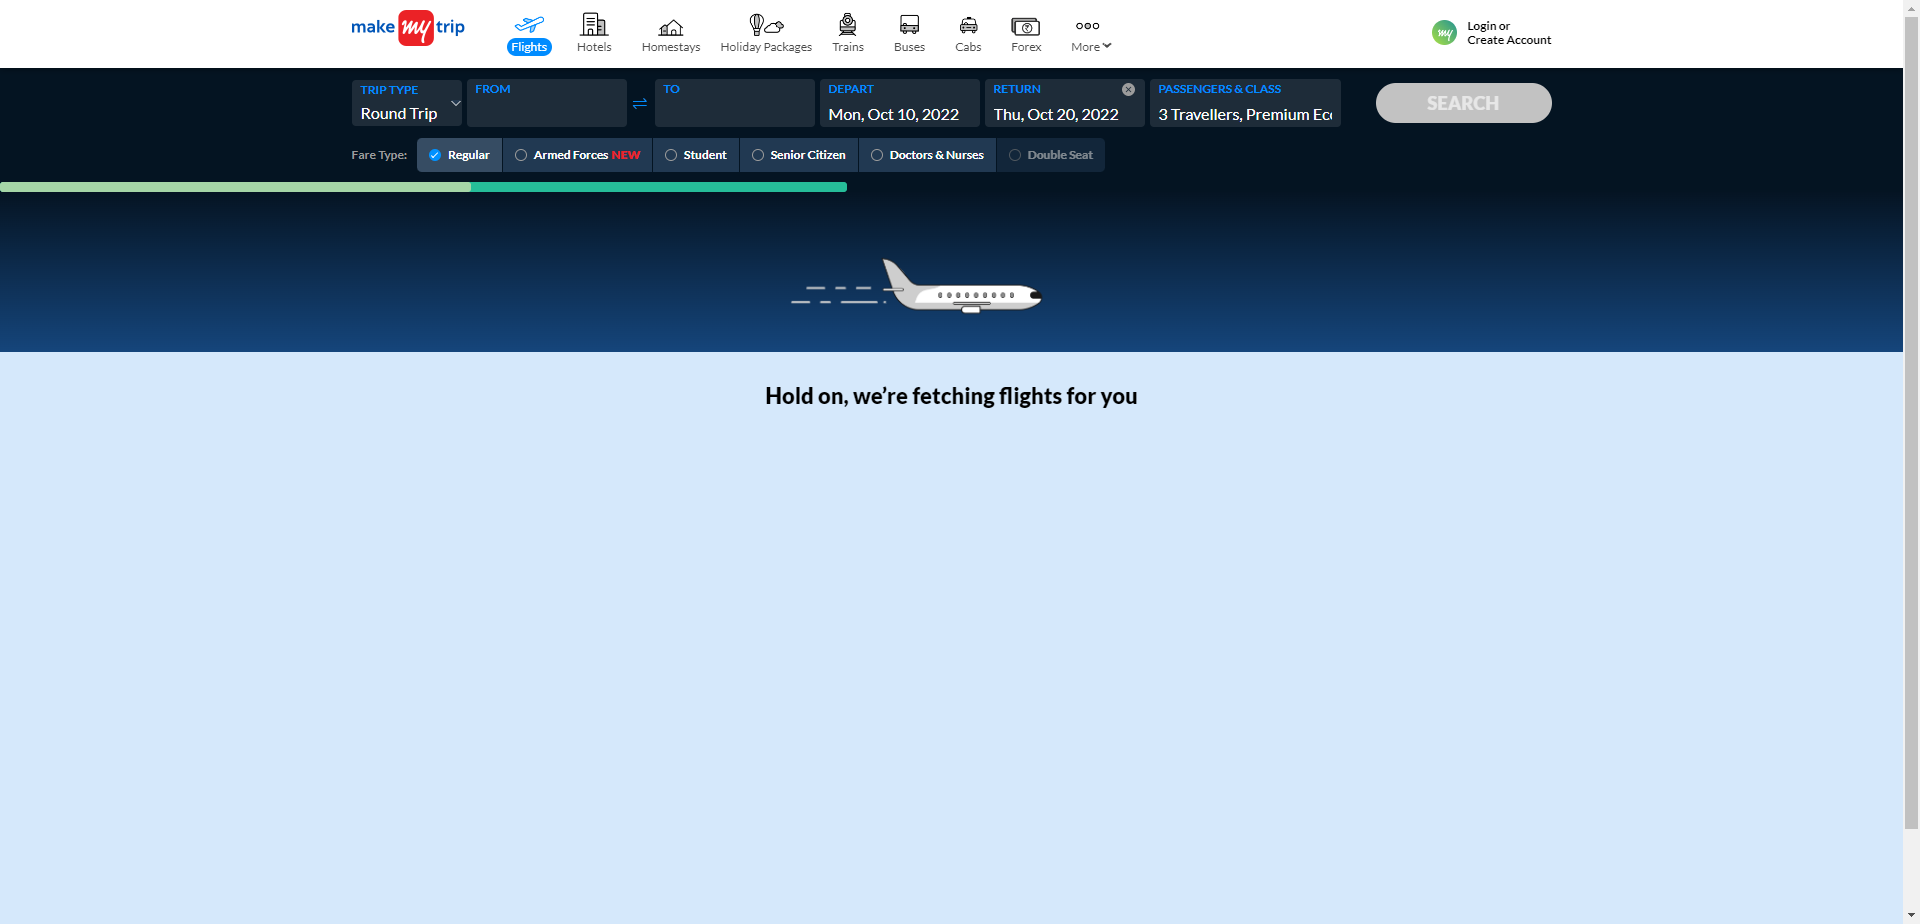 make my trip
Flights
Hotels
Homestays
Holiday Packages
Trains
Buses
Cabs
Forex
More
my
Login or
Create Account
TRIP TYPE
Round Trip
FROM
TO
DEPART
Mon, Oct 10, 2022
RETURN
Thu, Oct 20, 2022
PASSENGERS & CLASS
3 Travellers, Premium Ec
SEARCH
Fare Type:
Regular
Armed Forces NEW
Student
Senior Citizen
Doctors & Nurses
Double Seat
Hold on, we’re fetching flights for you